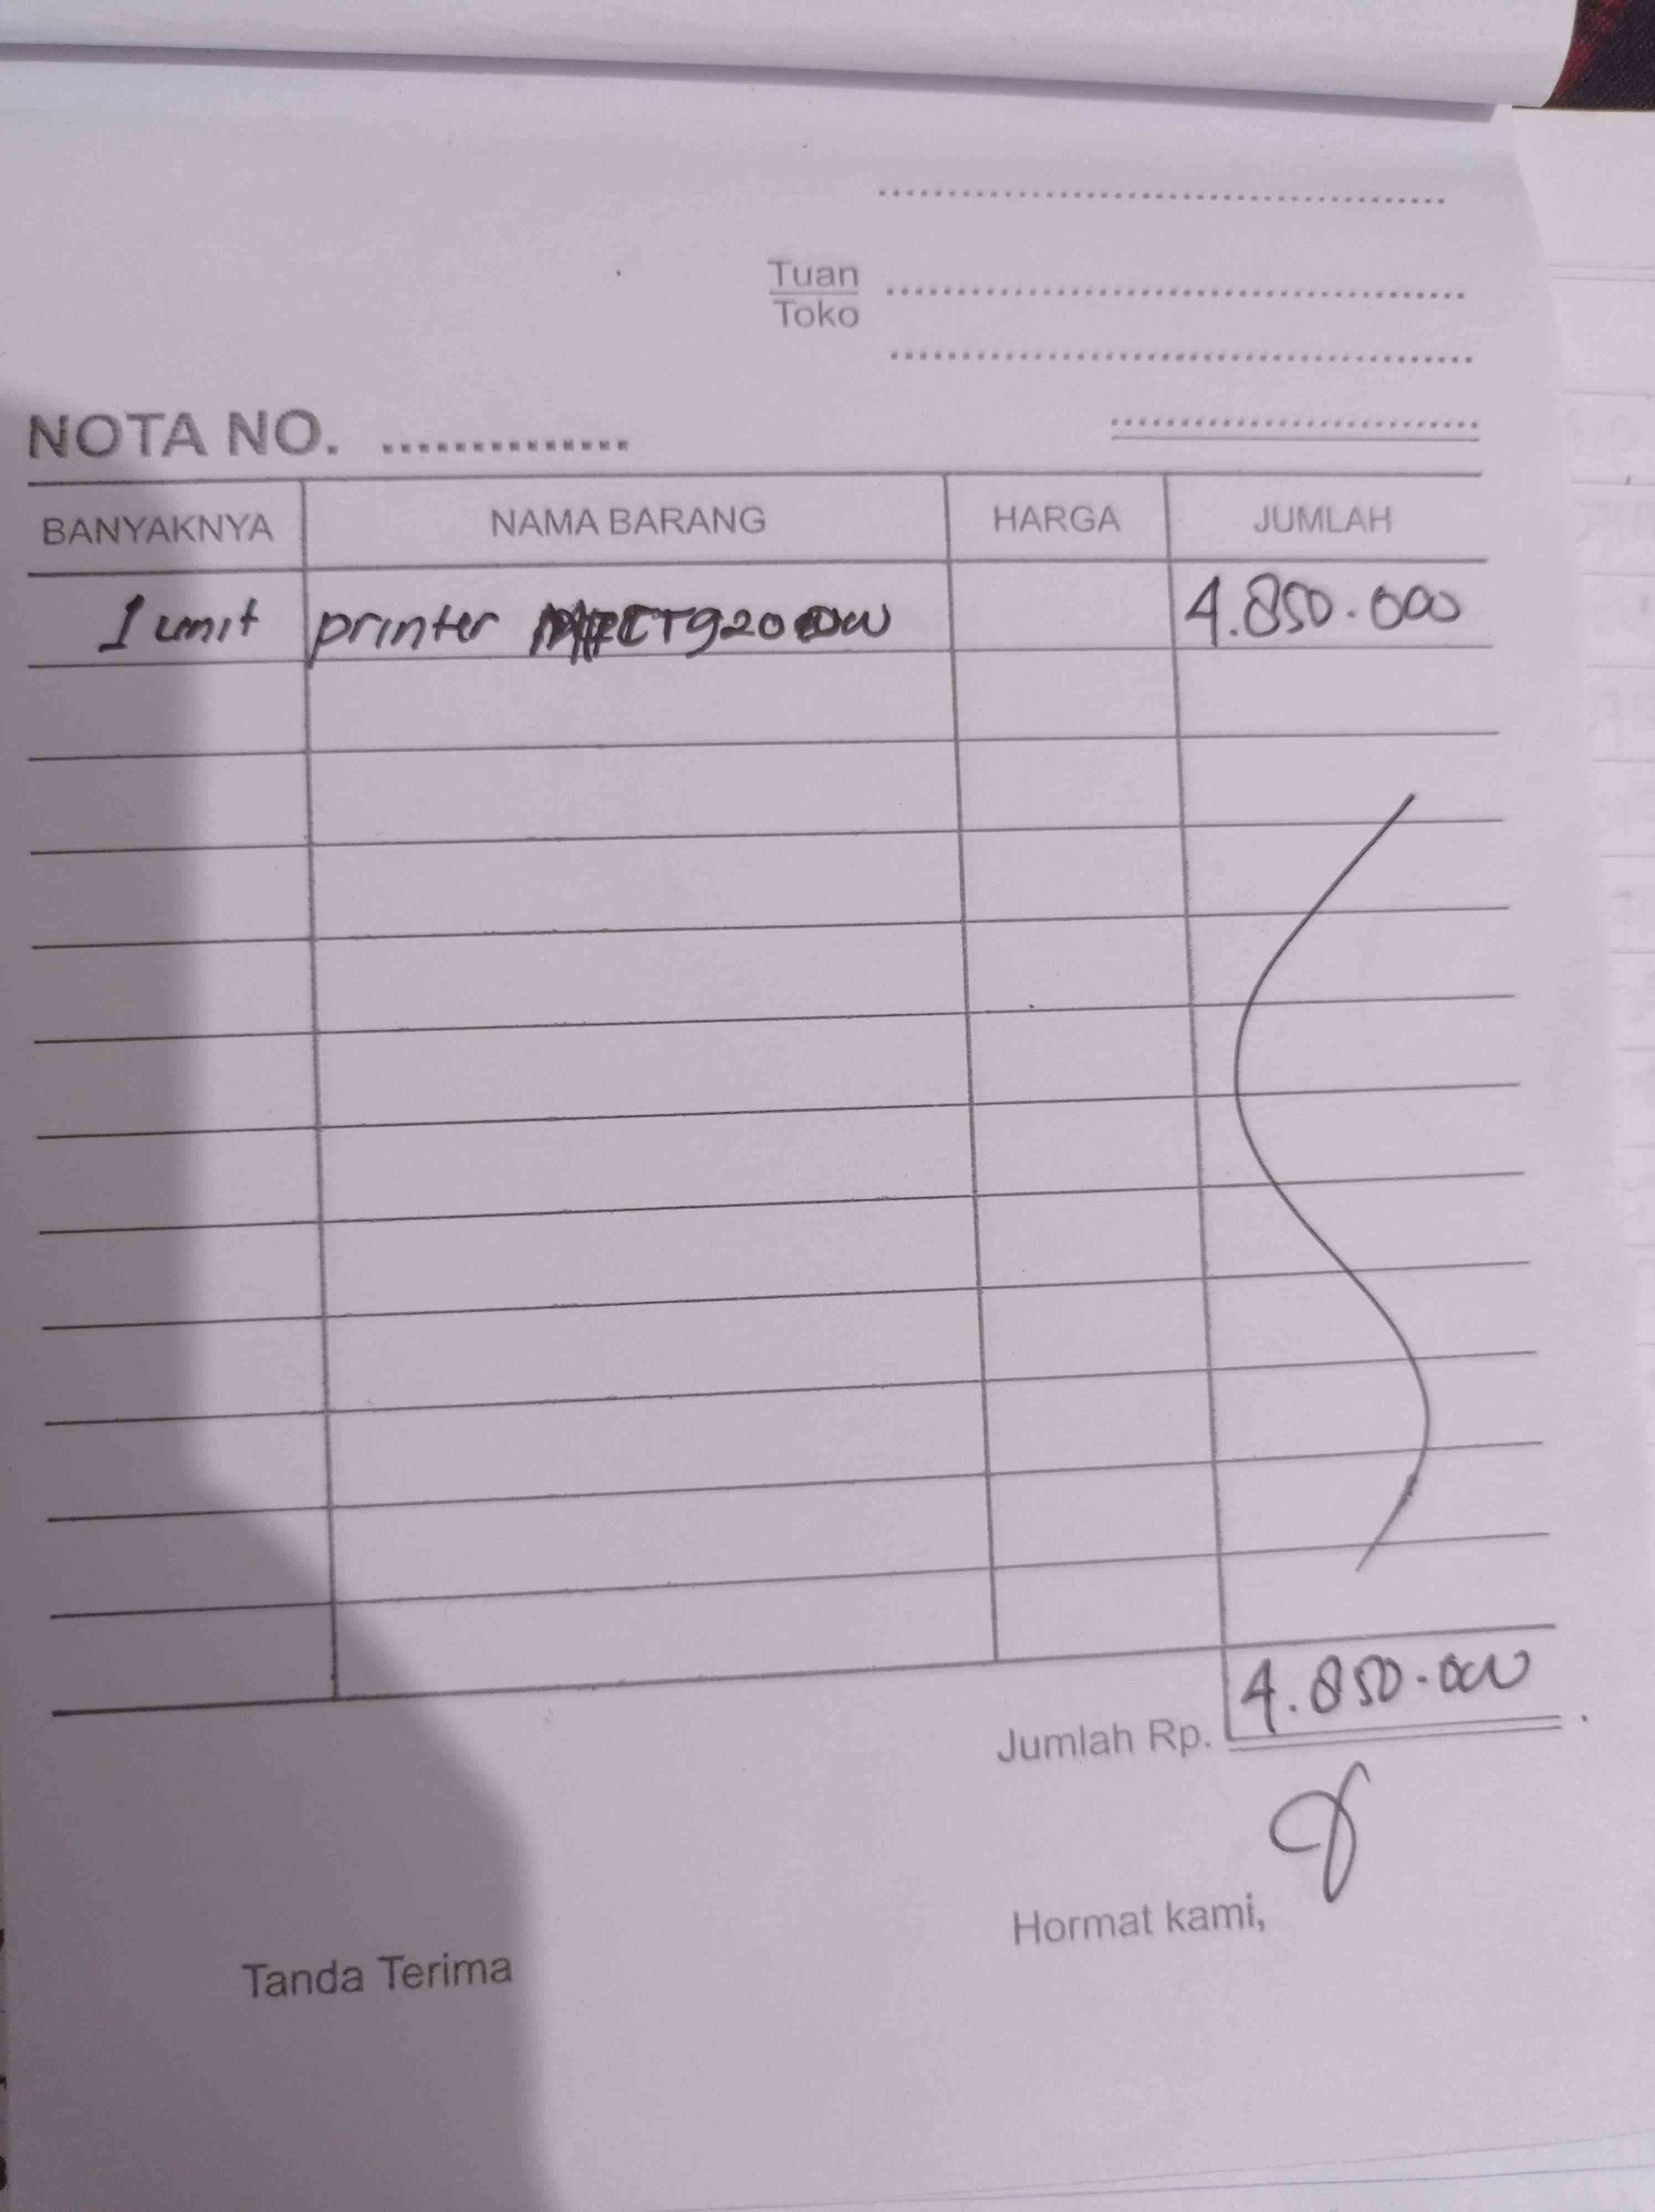 Tuan
Toko
NOTA NO.
BANYAKNYA NAMA BARANG HARGA JUMLAH
1 unit printer 4.850.000
Jumlah Rp. 4.850.000
Hormat kami,
Tanda Terima